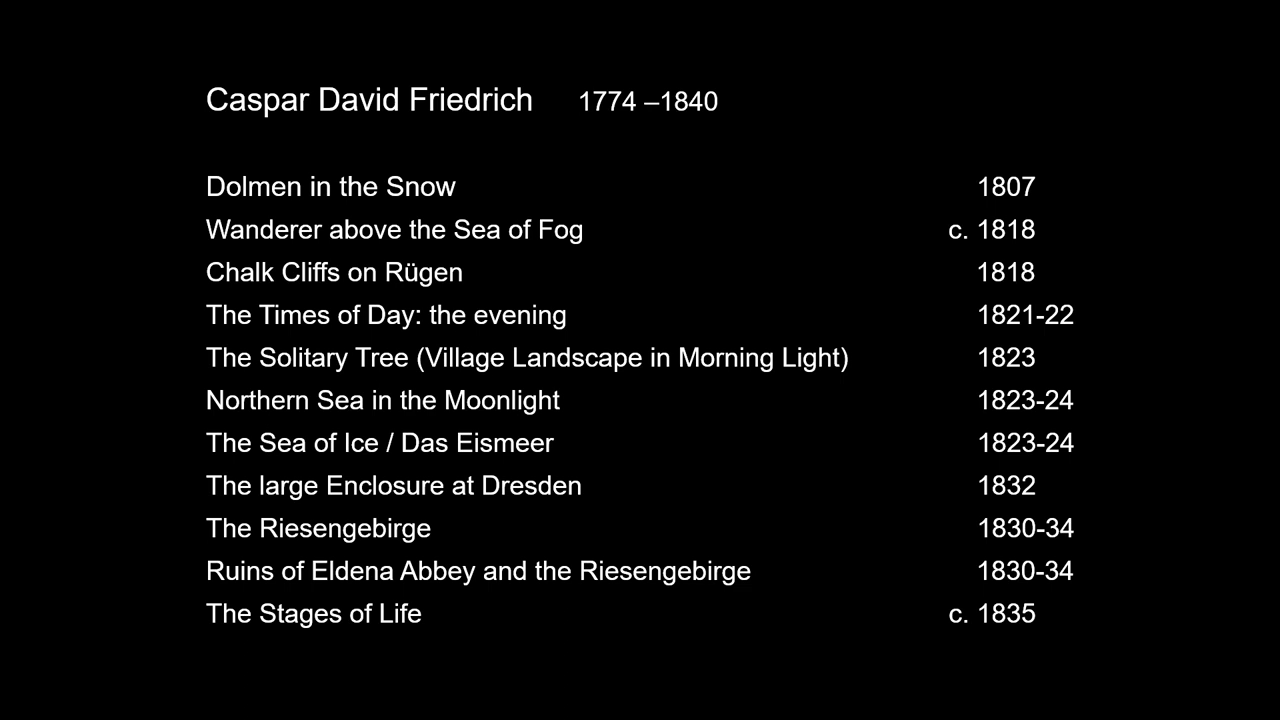 Caspar David Friedrich 1774 –1840
Dolmen in the Snow 1807
Wanderer above the Sea of Fog c. 1818
Chalk Cliffs on Rügen 1818
The Times of Day: the evening 1821-22
The Solitary Tree (Village Landscape in Morning Light) 1823
Northern Sea in the Moonlight 1823-24
The Sea of Ice / Das Eismeer 1823-24
The large Enclosure at Dresden 1832
The Riesengebirge 1830-34
Ruins of Eldena Abbey and the Riesengebirge 1830-34
The Stages of Life c. 1835